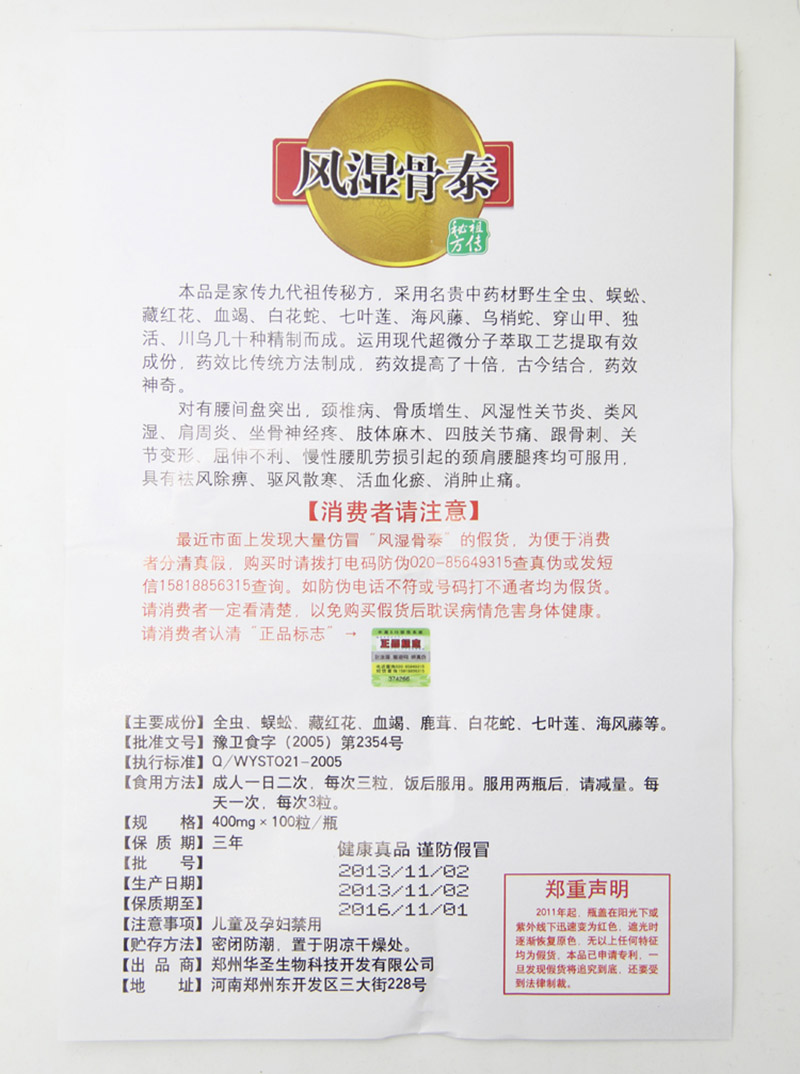 风湿骨泰
祖传
秘方
本品是家传九代祖传秘方，采用名贵中药材野生全虫、蜈蚣、
藏红花、血竭、白花蛇、七叶莲、海风藤、乌梢蛇、穿山甲、独
活、川乌几十种精制而成。运用现代超微分子萃取工艺提取有效
成份，药效比传统方法制成，药效提高了十倍，古今结合，药效
神奇。
对有腰间盘突出，颈椎病、骨质增生、风湿性关节炎、类风
湿、肩周炎、坐骨神经疼、肢体麻木、四肢关节痛、跟骨刺、关
节变形、屈伸不利、慢性腰肌劳损引起的颈肩腰腿疼均可服用，
具有祛风除痹、驱风散寒、活血化瘀、消肿止痛。
【消费者请注意】
最近市面上发现大量仿冒“风湿骨泰”的假货，为便于消费
者分清真假，购买时请拨打电码防伪020-85649315查真伪或发短
信15818856315查询。如防伪电话不符或号码打不通者均为假货。
请消费者一定看清楚，以免购买假货后耽误病情危害身体健康。
请消费者认清“正品标志”→
【主要成份】全虫、蜈蚣、藏红花、血竭、鹿茸、白花蛇、七叶莲、海风藤等。
【批准文号】豫卫食字（2005）第2354号
【执行标准】Q/WYSTO21-2005
【食用方法】成人一日二次，每次三粒，饭后服用。服用两瓶后，请减量。每
天一次，每次3粒。
【规 格】400mg×100粒/瓶
【保 质 期】三年
健康真品 谨防假冒
【批 号】2013/11/02
【生产日期】2013/11/02
【保质期至】2016/11/01
【注意事项】儿童及孕妇禁用
【贮存方法】密闭防潮，置于阴凉干燥处。
【出 品 商】郑州华圣生物科技开发有限公司
【地 址】河南郑州东开发区三大街228号
郑重声明
2011年起，瓶盖在阳光下或
紫外线下迅速变为红色，遮光时
逐渐恢复原色，无以上任何特征
均为假货，本品已申请专利，一
旦发现假货将追究到底，还要受
到法律制裁。